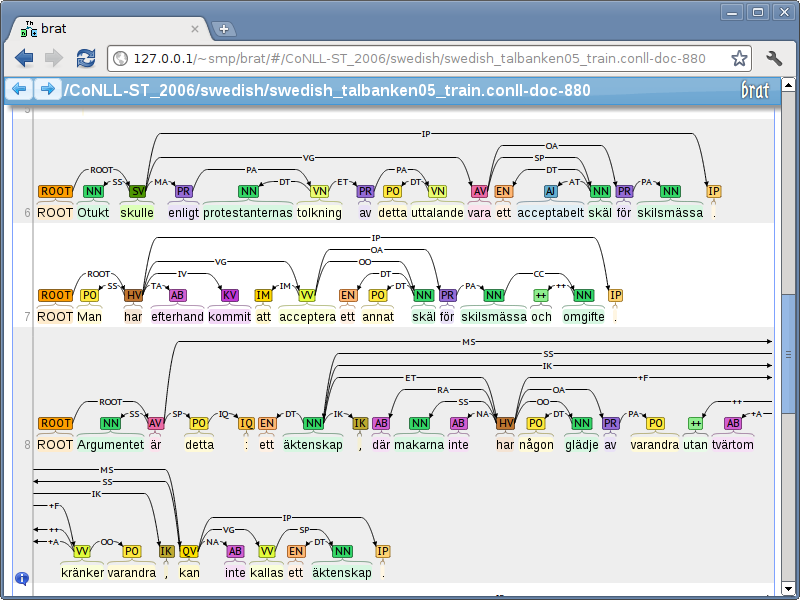 brat
127.0.0.1/~smp/brat/#/CoNLL-ST_2006/swedish/swedish_talbanken05_train.conll-doc-880
/CoNLL-ST_2006/swedish/swedish_talbanken05_train.conll-doc-880 brat
IP
OA
VG SP
ROOT PA PA DT
SS MA DT ET DT AT PA
ROOT NN SV PR NN VN PR PO VN AV EN AJ NN PR NN IP
6 ROOT Otukt skulle enligt protestanternas tolkning av detta uttalande vara ett acceptabelt skäl för skilsmässa .
IP
OA
VG OO
ROOT IV DT CC
SS TA IM DT PA ++
ROOT PO HV AB KV IM VV EN PO NN PR NN ++ NN IP
7 ROOT Man har efterhand kommit att acceptera ett annat skäl för skilsmässa och omgifte .
MS
SS
IK
ET +F
RA OA
ROOT SS OO ++
SS SP IQ DT IK NA DT PA +A
ROOT NN AV PO IQ EN NN IK AB NN AB HV PO NN PR PO ++ AB
8 ROOT Argumentet är detta : ett äktenskap , där makarna inte har någon glädje av varandra utan tvärtom
MS
SS
IK
+F IP
++ VG SP
+A OO NA DT
VV PO IK QV AB VV EN NN IP
kränker varandra , kan inte kallas ett äktenskap .